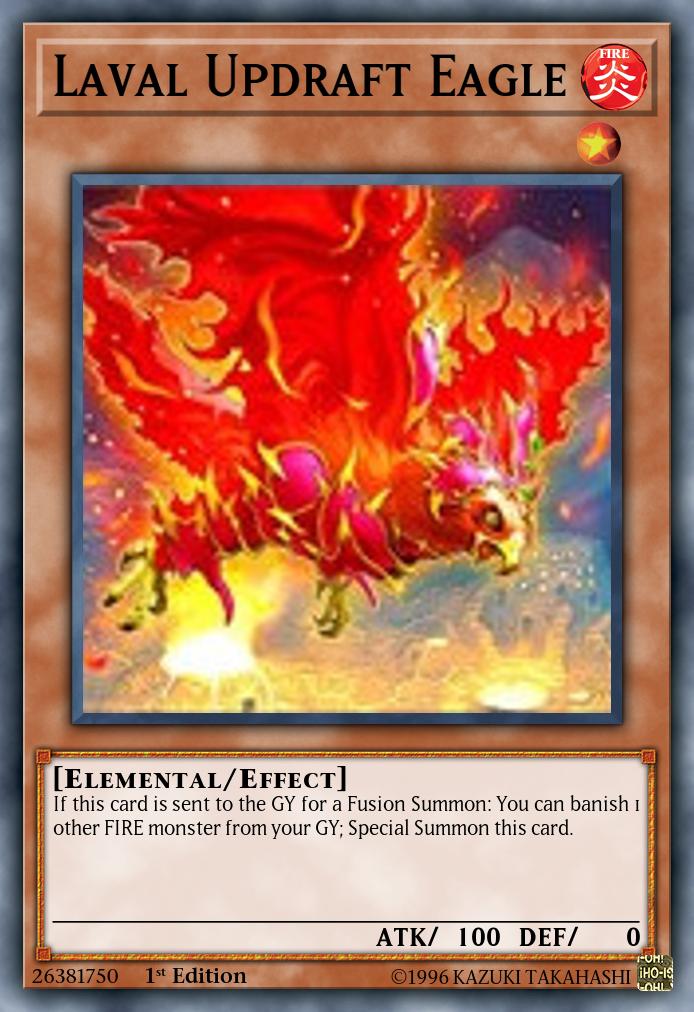 Laval Updraft Eagle
FIRE
炎
[Elemental/Effect]
If this card is sent to the GY for a Fusion Summon: You can banish 1
other FIRE monster from your GY; Special Summon this card.
ATK/ 100 DEF/ 0
26381750 1st Edition ©1996 KAZUKI TAKAHASHI